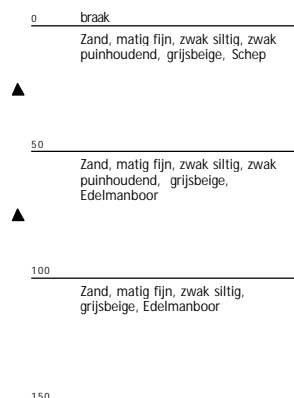 0 braak
Zand, matig fijn, zwak siltig, zwak
puinhoudend, grijsbeige, Schep
50
Zand, matig fijn, zwak siltig, zwak
puinhoudend, grijsbeige,
Edelmanboor
100
Zand, matig fijn, zwak siltig,
grijsbeige, Edelmanboor
150